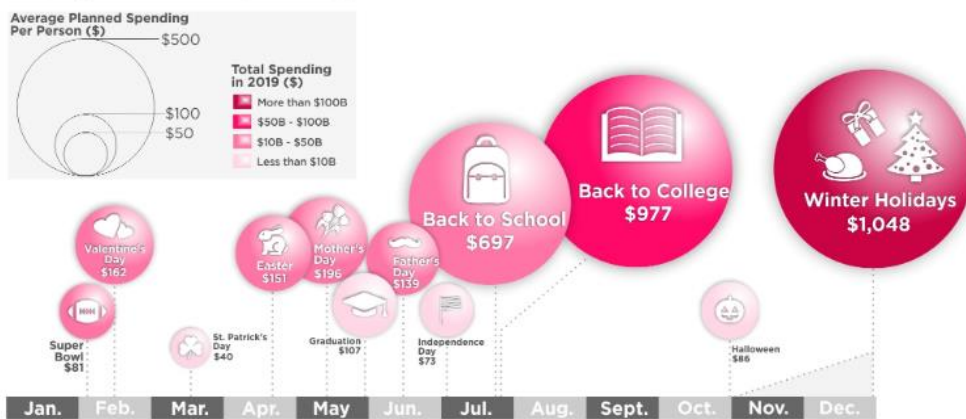 Average Planned Spending
Per Person ($)
$500
$100
$50
Total Spending
in 2019 ($)
More than $100B
$50B - $100B
$10B - $50B
Less than $10B
Back to School
$697
Back to College
$977
Winter Holidays
$1,048
Valentine's
Day
$162
Easter
$151
Mother's
Day
$196
Father's
Day
$139
Super
Bowl
$81
St. Patrick's
Day
$40
Graduation
$107
Independence
Day
$73
Halloween
$86
Jan. Feb. Mar. Apr. May Jun. Jul. Aug. Sept. Oct. Nov. Dec.